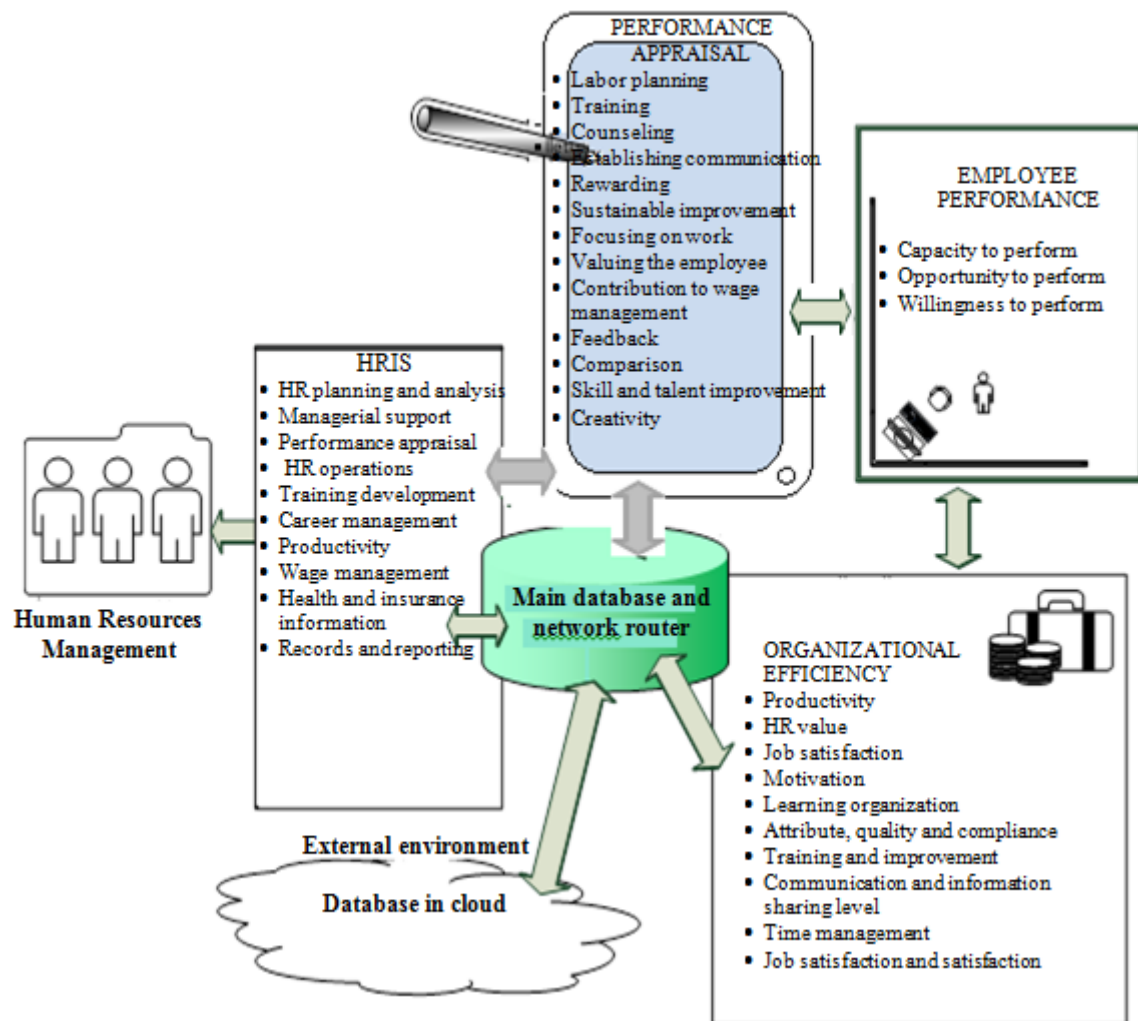 PERFORMANCE
APPRAISAL
• Labor planning
• Training
• Counseling
• Establishing communication
• Rewarding
• Sustainable improvement
• Focusing on work
• Valuing the employee
• Contribution to wage
management
• Feedback
• Comparison
• Skill and talent improvement
• Creativity
EMPLOYEE
PERFORMANCE
• Capacity to perform
• Opportunity to perform
• Willingness to perform
HRIS
• HR planning and analysis
• Managerial support
• Performance appraisal
• HR operations
• Training development
• Career management
• Productivity
• Wage management
• Health and insurance
information
• Records and reporting
Human Resources
Management
Main database and
network router
ORGANIZATIONAL
EFFICIENCY
• Productivity
• HR value
• Job satisfaction
• Motivation
• Learning organization
• Attribute, quality and compliance
• Training and improvement
• Communication and information
sharing level
• Time management
• Job satisfaction and satisfaction
External environment
Database in cloud